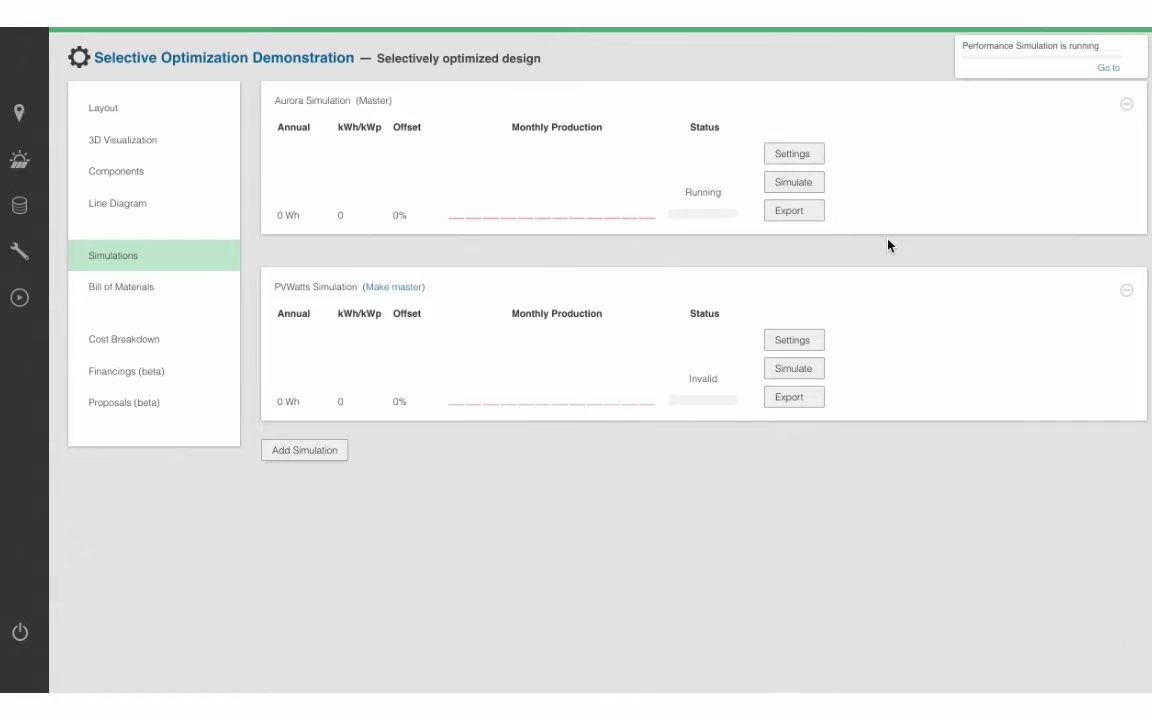 Selective Optimization Demonstration — Selectively optimized design
Performance Simulation is running
Go to
Layout
3D Visualization
Components
Line Diagram
Simulations
Bill of Materials
Cost Breakdown
Financings (beta)
Proposals (beta)
Aurora Simulation (Master)
Annual kWh/kWp Offset Monthly Production Status
Settings
Running
Simulate
0 Wh 0 0%
Export
PVWatts Simulation (Make master)
Annual kWh/kWp Offset Monthly Production Status
Settings
Invalid
Simulate
0 Wh 0 0%
Export
Add Simulation